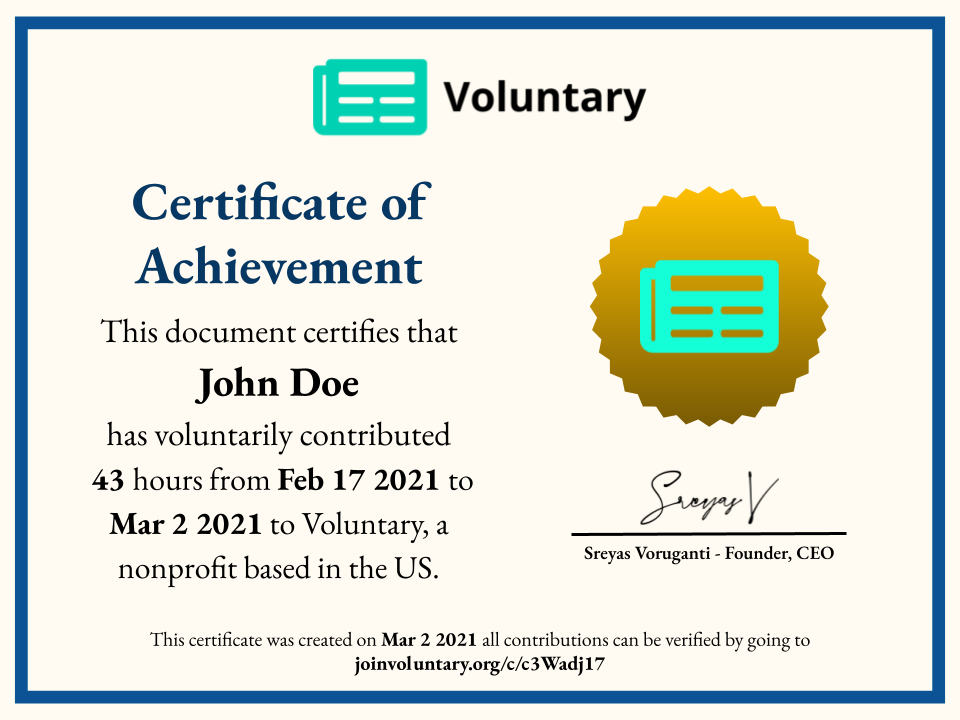 Voluntary
Certificate of
Achievement
This document certifies that
John Doe
has voluntarily contributed
43 hours from Feb 17 2021 to
Mar 2 2021 to Voluntary, a
nonprofit based in the US.
Sreyas V
Sreyas Voruganti - Founder, CEO
This certificate was created on Mar 2 2021 all contributions can be verified by going to
joinvoluntary.org/c/c3Wadj17